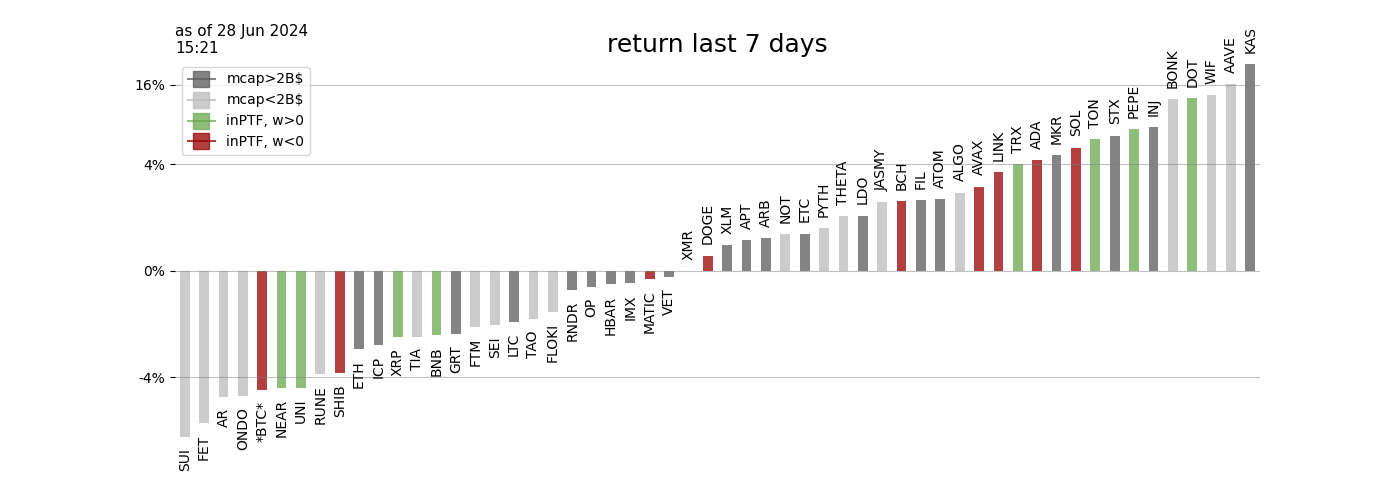 as of 28 Jun 2024
15:21
return last 7 days
mcap>2B$
mcap<2B$
inPTF, w>0
inPTF, w<0
16%
4%
0%
-4%
SUI
FET
AR
ONDO
*BTC*
NEAR
UNI
RUNE
SHIB
ETH
ICP
XRP
TIA
BNB
GRT
FTM
SEI
LTC
TAO
FLOKI
RNDR
OP
HBAR
IMX
MATIC
VET
XMR
DOGE
XLM
APT
ARB
NOT
ETC
PYTH
THETA
LDO
JASMY
BCH
FIL
ATOM
ALGO
AVAX
LINK
TRX
ADA
MKR
SOL
TON
STX
PEPE
INJ
BONK
DOT
WIF
AAVE
KAS